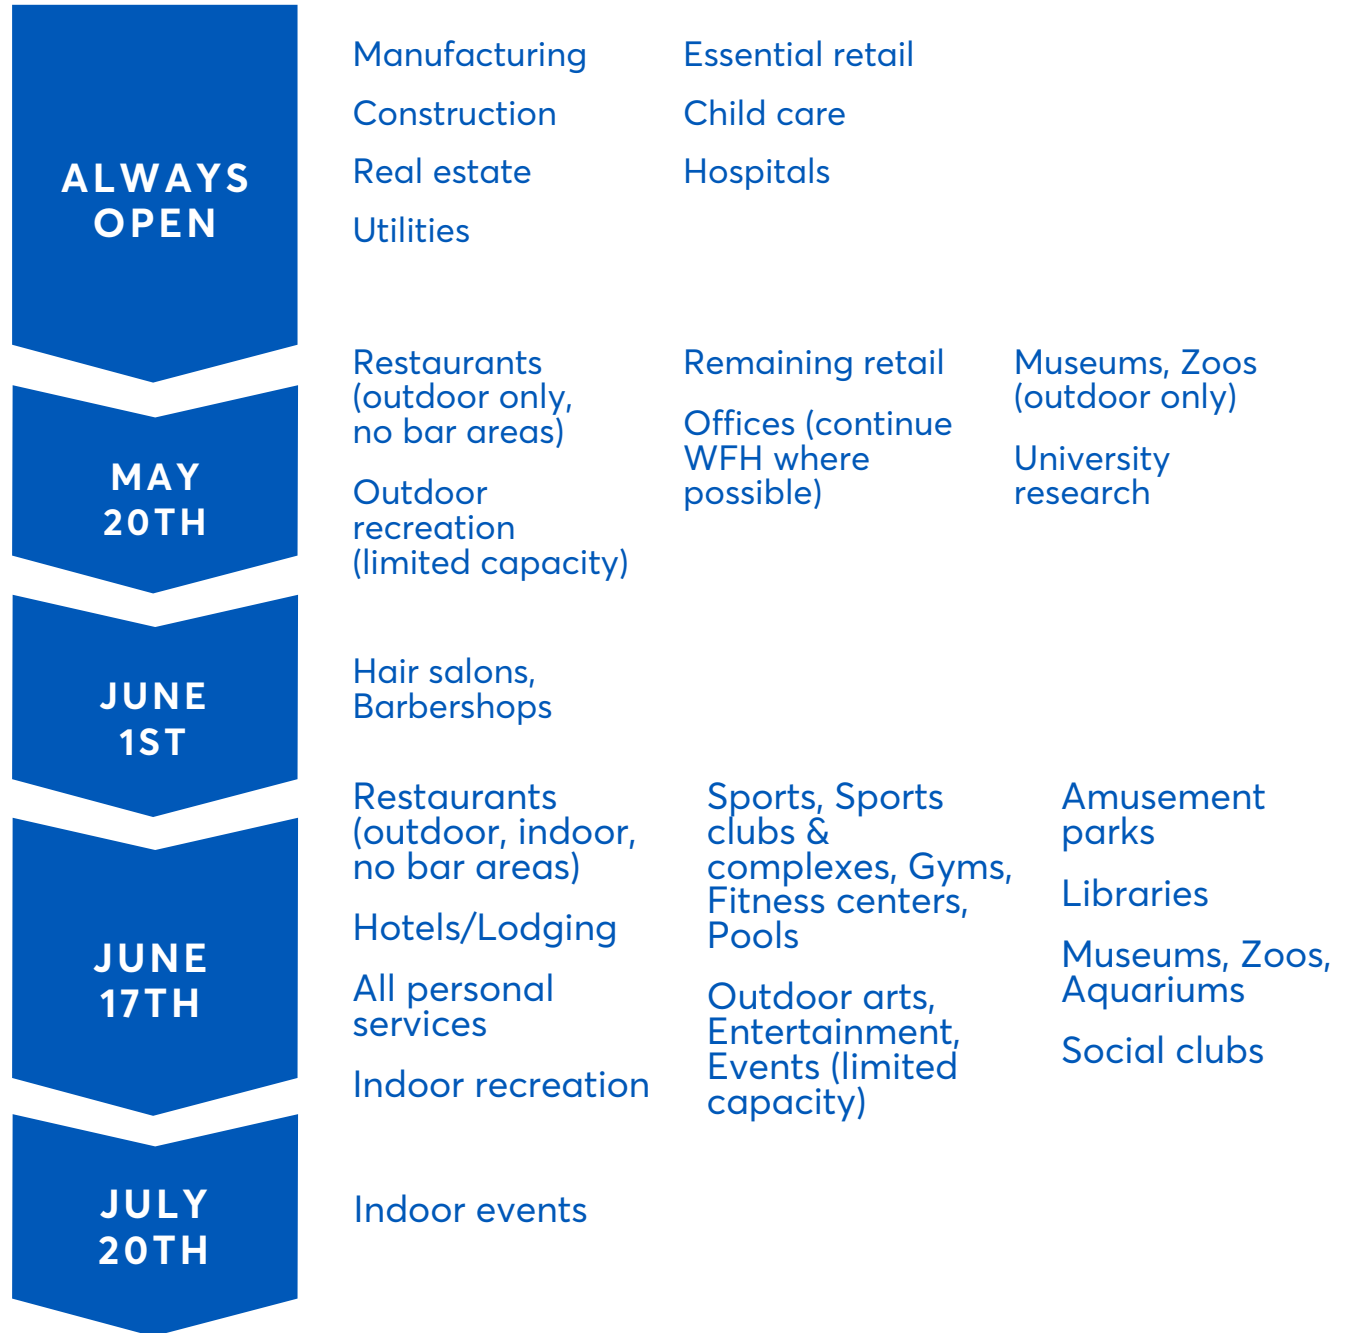 ALWAYS
OPEN
Manufacturing
Construction
Real estate
Utilities
Essential retail
Child care
Hospitals
MAY
20TH
Restaurants
(outdoor only,
no bar areas)
Outdoor
recreation
(limited capacity)
Remaining retail
Offices (continue
WFH where
possible)
Museums, Zoos
(outdoor only)
University
research
JUNE
1ST
Hair salons,
Barbershops
JUNE
17TH
Restaurants
(outdoor, indoor,
no bar areas)
Hotels/Lodging
All personal
services
Indoor recreation
Sports, Sports
clubs &
complexes, Gyms,
Fitness centers,
Pools
Outdoor arts,
Entertainment,
Events (limited
capacity)
Amusement
parks
Libraries
Museums, Zoos,
Aquariums
Social clubs
JULY
20TH
Indoor events